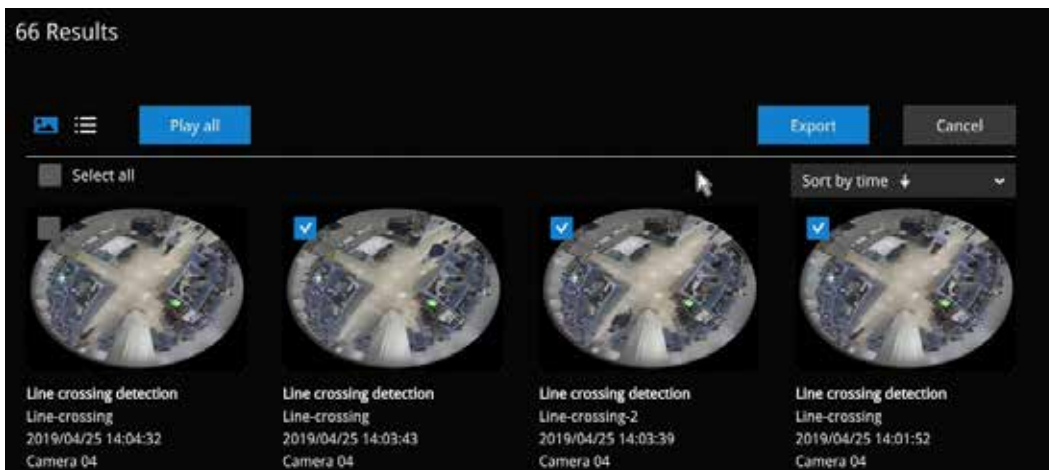 66 Results
Play all
Export
Cancel
Select all
Sort by time
Line crossing detection
Line-crossing
2019/04/25 14:04:32
Camera 04
Line crossing detection
Line-crossing
2019/04/25 14:03:43
Camera 04
Line crossing detection
Line-crossing-2
2019/04/25 14:03:39
Camera 04
Line crossing detection
Line-crossing
2019/04/25 14:01:52
Camera 04